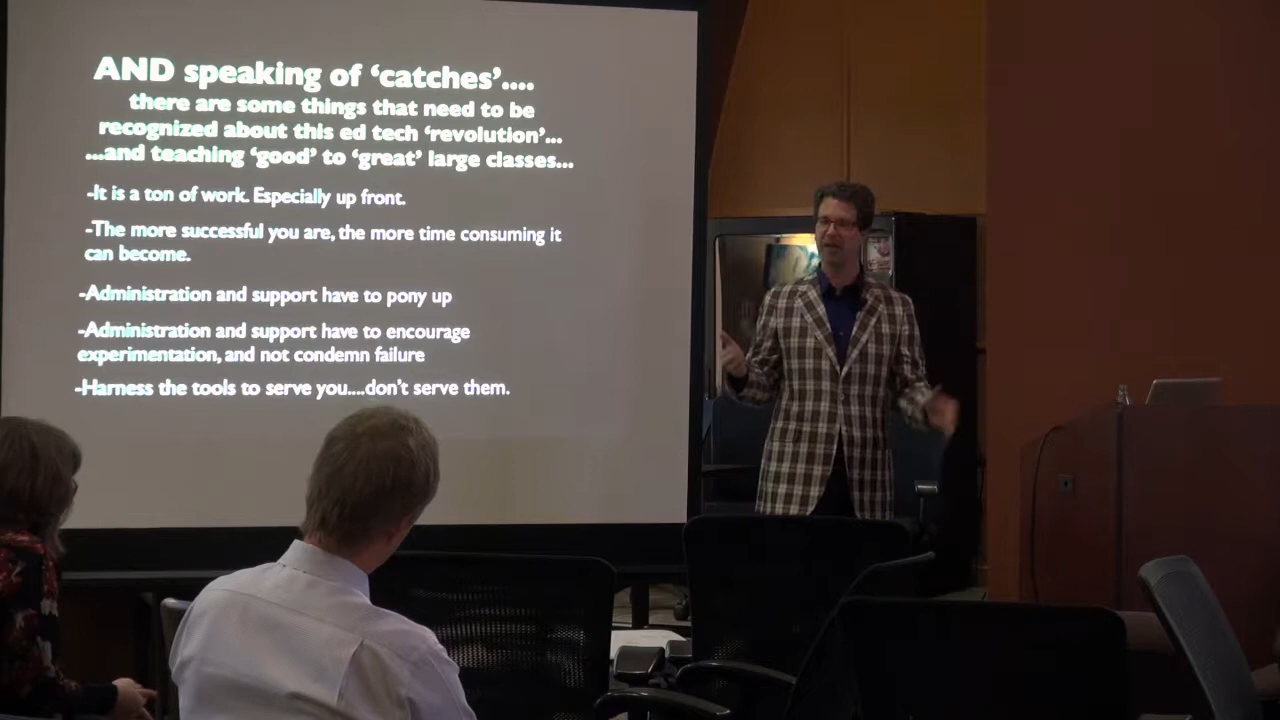 AND speaking of ‘catches’....
there are some things that need to be
recognized about this ed tech ‘revolution’...
...and teaching ‘good’ to ‘great’ large classes...
-It is a ton of work. Especially up front.
-The more successful you are, the more time consuming it
can become.
-Administration and support have to pony up
-Administration and support have to encourage
experimentation, and not condemn failure
-Harness the tools to serve you....don’t serve them.